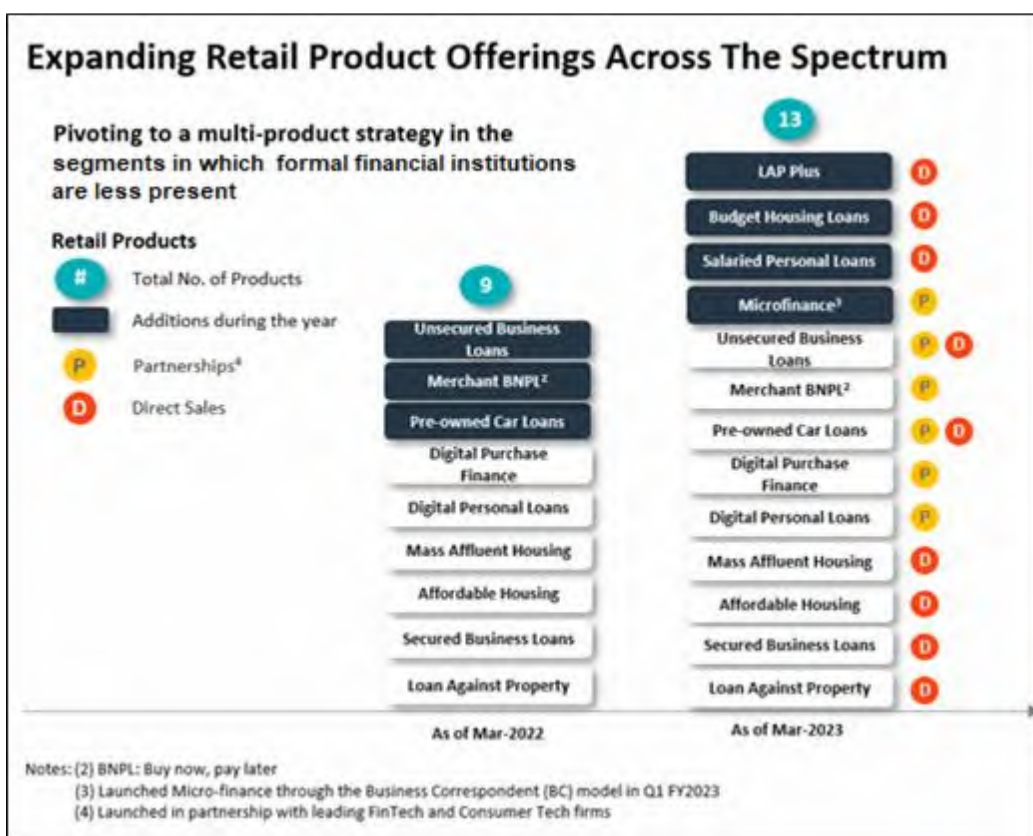 Expanding Retail Product Offerings Across The Spectrum
Pivoting to a multi-product strategy in the
segments in which formal financial institutions
are less present
Retail Products
# Total No. of Products
Additions during the year
P Partnerships⁴
D Direct Sales
9
Unsecured Business
Loans
Merchant BNPL²
Pre-owned Car Loans
Digital Purchase
Finance
Digital Personal Loans
Mass Affluent Housing
Affordable Housing
Secured Business Loans
Loan Against Property
As of Mar-2022
13
LAP Plus D
Budget Housing Loans D
Salaried Personal Loans D
Microfinance³ P
Unsecured Business
Loans P D
Merchant BNPL² P
Pre-owned Car Loans P D
Digital Purchase
Finance P
Digital Personal Loans P
Mass Affluent Housing D
Affordable Housing D
Secured Business Loans D
Loan Against Property D
As of Mar-2023
Notes: (2) BNPL: Buy now, pay later
(3) Launched Micro-finance through the Business Correspondent (BC) model in Q1 FY2023
(4) Launched in partnership with leading FinTech and Consumer Tech firms